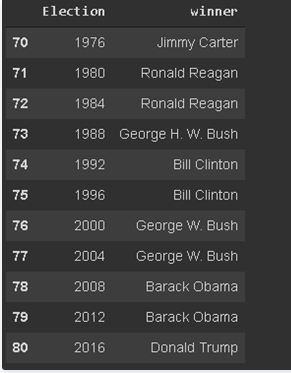 Election winner
70 1976 Jimmy Carter
71 1980 Ronald Reagan
72 1984 Ronald Reagan
73 1988 George H. W. Bush
74 1992 Bill Clinton
75 1996 Bill Clinton
76 2000 George W. Bush
77 2004 George W. Bush
78 2008 Barack Obama
79 2012 Barack Obama
80 2016 Donald Trump